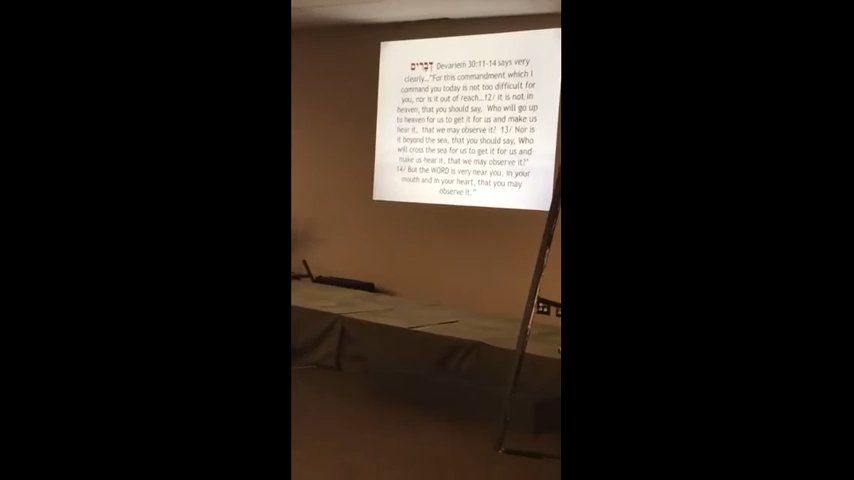 דְּבָרִים Devariem 30:11-14 says very
clearly..."For this commandment which I
command you today is not too difficult for
you, nor is it out of reach...12/ it is not in
heaven, that you should say, Who will go up
to heaven for us to get it for us and make us
hear it, that we may observe it? 13/ Nor is
it beyond the sea, that you should say, Who
will cross the sea for us to get it for us and
make us hear it, that we may observe it?'
14/ But the WORD is very near you, in your
mouth and in your heart, that you may
observe it."